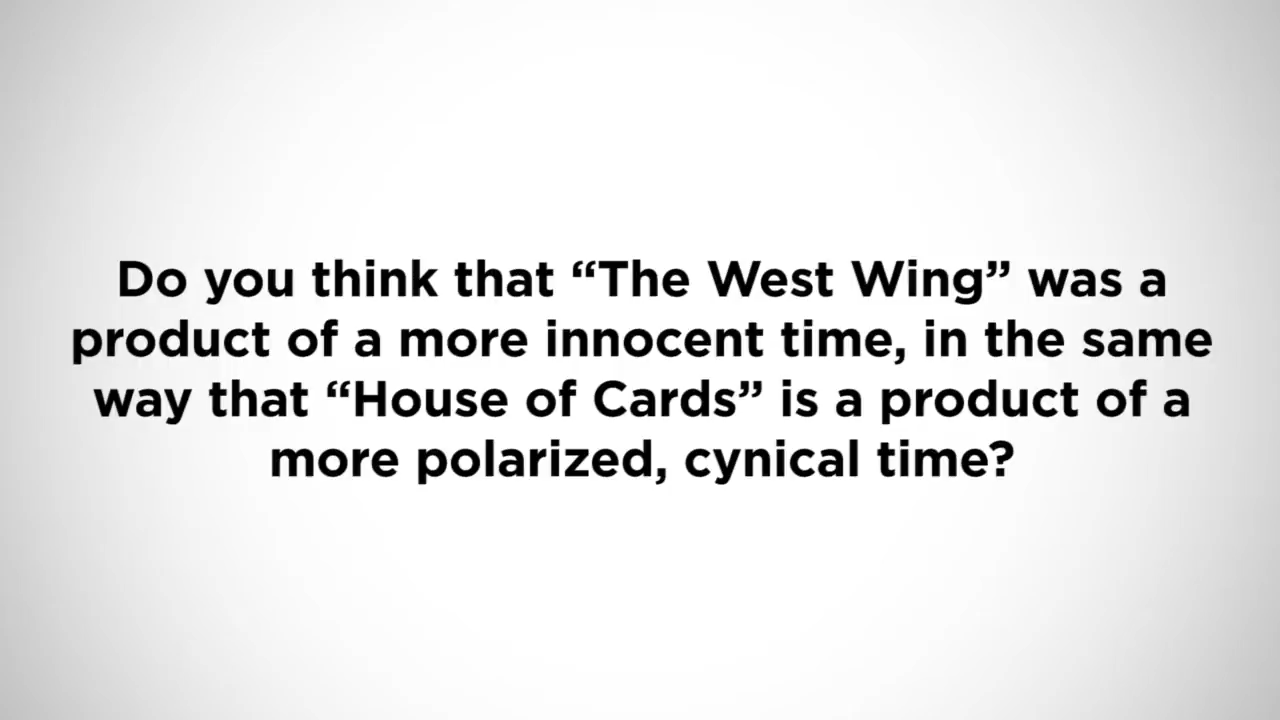 Do you think that “The West Wing” was a
product of a more innocent time, in the same
way that “House of Cards” is a product of a
more polarized, cynical time?